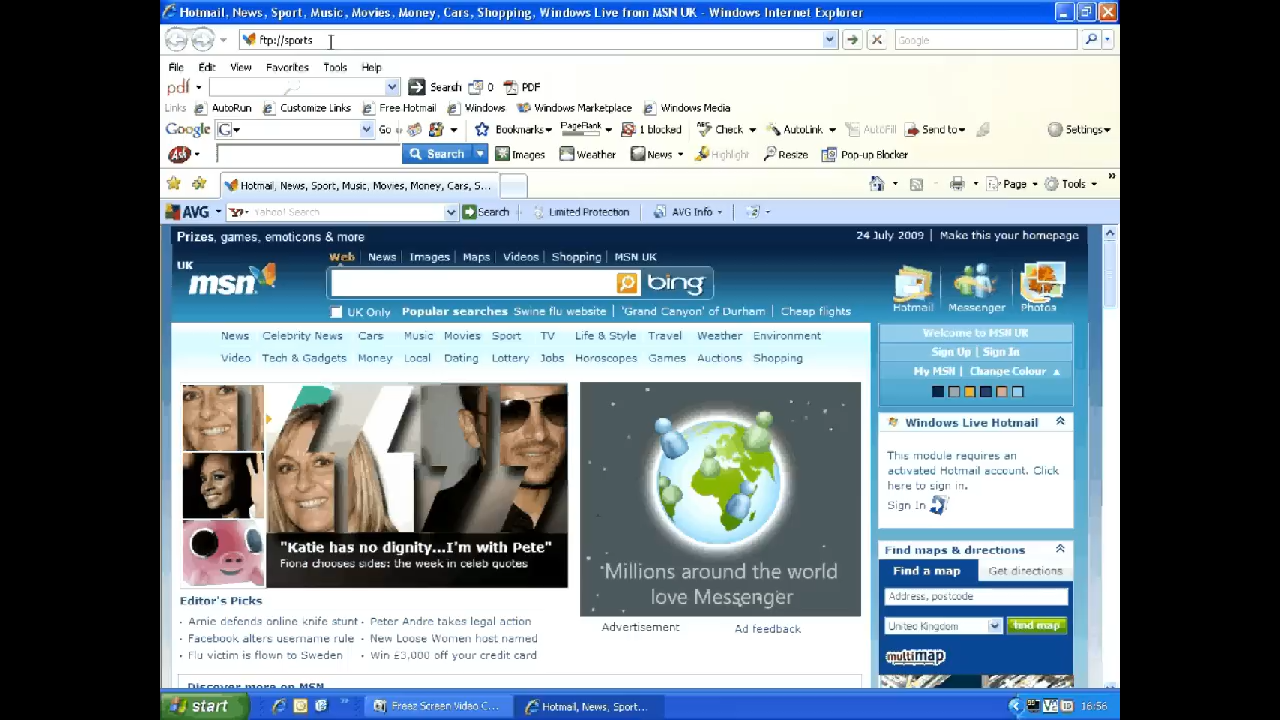 Hotmail, News, Sport, Music, Movies, Money, Cars, Shopping, Windows Live from MSN UK - Windows Internet Explorer
ftp://sports
Google
File Edit View Favorites Tools Help
pdf Search 0 PDF
Links AutoRun Customize Links Free Hotmail Windows Windows Marketplace Windows Media
Google G Go Bookmarks PageRank 1 blocked Check AutoLink AutoFill Send to Settings
Ask Search Images Weather News Highlight Resize Pop-up Blocker
Hotmail, News, Sport, Music, Movies, Money, Cars, S... Page Tools
AVG Y! Yahoo! Search Search Limited Protection AVG Info
Prizes, games, emoticons & more 24 July 2009 | Make this your homepage
UK msn
Web News Images Maps Videos Shopping MSN UK
bing
UK Only Popular searches Swine flu website | 'Grand Canyon' of Durham | Cheap flights
Hotmail Messenger Photos
News Celebrity News Cars Music Movies Sport TV Life & Style Travel Weather Environment
Video Tech & Gadgets Money Local Dating Lottery Jobs Horoscopes Games Auctions Shopping
Welcome to MSN UK
Sign Up | Sign In
My MSN | Change Colour
Windows Live Hotmail
This module requires an
activated Hotmail account. Click
here to sign in.
Sign In
"Katie has no dignity...I'm with Pete"
Fiona chooses sides: the week in celeb quotes
'Millions around the world
love Messenger
Advertisement Ad feedback
Editor's Picks
· Arnie defends online knife stunt · Peter Andre takes legal action
· Facebook alters username rule · New Loose Women host named
· Flu victim is flown to Sweden · Win £3,000 off your credit card
Discover more on MSN
Find maps & directions
Find a map Get directions
Address, postcode
United Kingdom find map
multimap
start Freez Screen Video C... Hotmail, News, Sport... 16:56